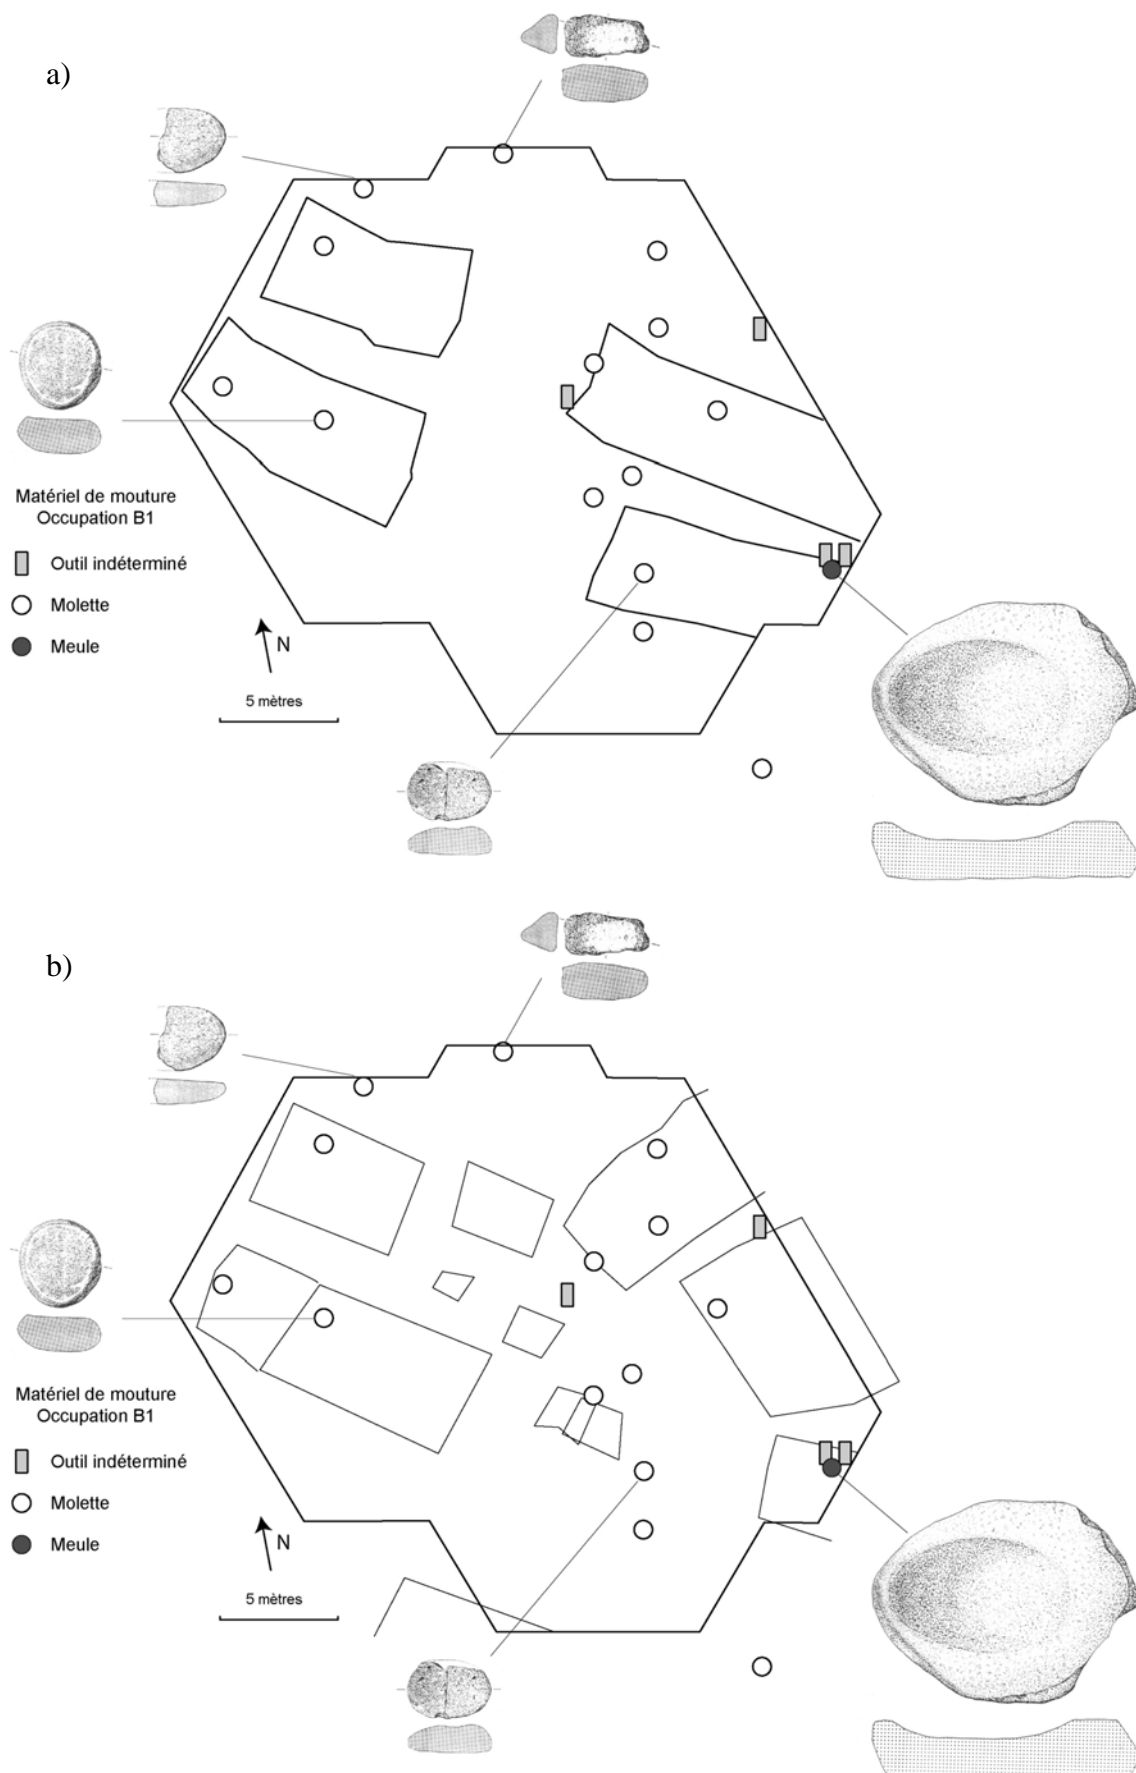 a)
Matériel de mouture
Occupation B1
Outil indéterminé
Molette
Meule
N
5 mètres
b)
Matériel de mouture
Occupation B1
Outil indéterminé
Molette
Meule
N
5 mètres